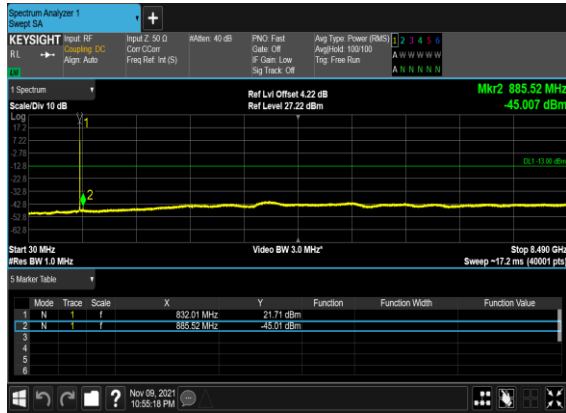 Spectrum Analyzer 1
Swept SA
KEYSIGHT
RL
Input: RF
Coupling: DC
Align: Auto
Input Z: 50 Ω
Corr CCorr
Freq Ref: Int (S)
#Atten: 40 dB
PNO: Fast
Gate: Off
IF Gain: Low
Sig Track: Off
Avg Type: Power (RMS)
Avg|Hold: 100/100
Trig: Free Run
1 2 3 4 5 6
A W W W W W
A N N N N N
LW
1 Spectrum
Scale/Div 10 dB
Ref Lvl Offset 4.22 dB
Ref Level 27.22 dBm
Mkr2 885.52 MHz
-45.007 dBm
Log
17.2
7.22
-2.78
-12.8
-22.8
-32.8
-42.8
-52.8
-62.8
1
2
DL1 -13.00 dBm
Start 30 MHz
#Res BW 1.0 MHz
Video BW 3.0 MHz*
Stop 8.490 GHz
Sweep ~17.2 ms (40001 pts)
5 Marker Table
Mode Trace Scale X Y Function Function Width Function Value
1 N 1 f 832.01 MHz 21.71 dBm
2 N 1 f 885.52 MHz -45.01 dBm
3
4
5
6
?
Nov 09, 2021
10:55:18 PM